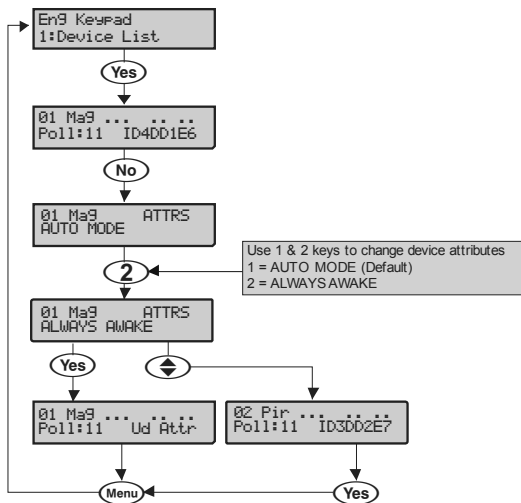 Eng Keypad
1:Device List
Yes
01 Mag ... .. ..
Poll:11 ID4DD1E6
No
01 Mag ATTRS
AUTO MODE
2
Use 1 & 2 keys to change device attributes
1 = AUTO MODE (Default)
2 = ALWAYS AWAKE
01 Mag ATTRS
ALWAYS AWAKE
Yes
01 Mag ... .. ..
Poll:11 Ud Attr
02 Pir ... .. ..
Poll:11 ID3DD2E7
Menu
Yes